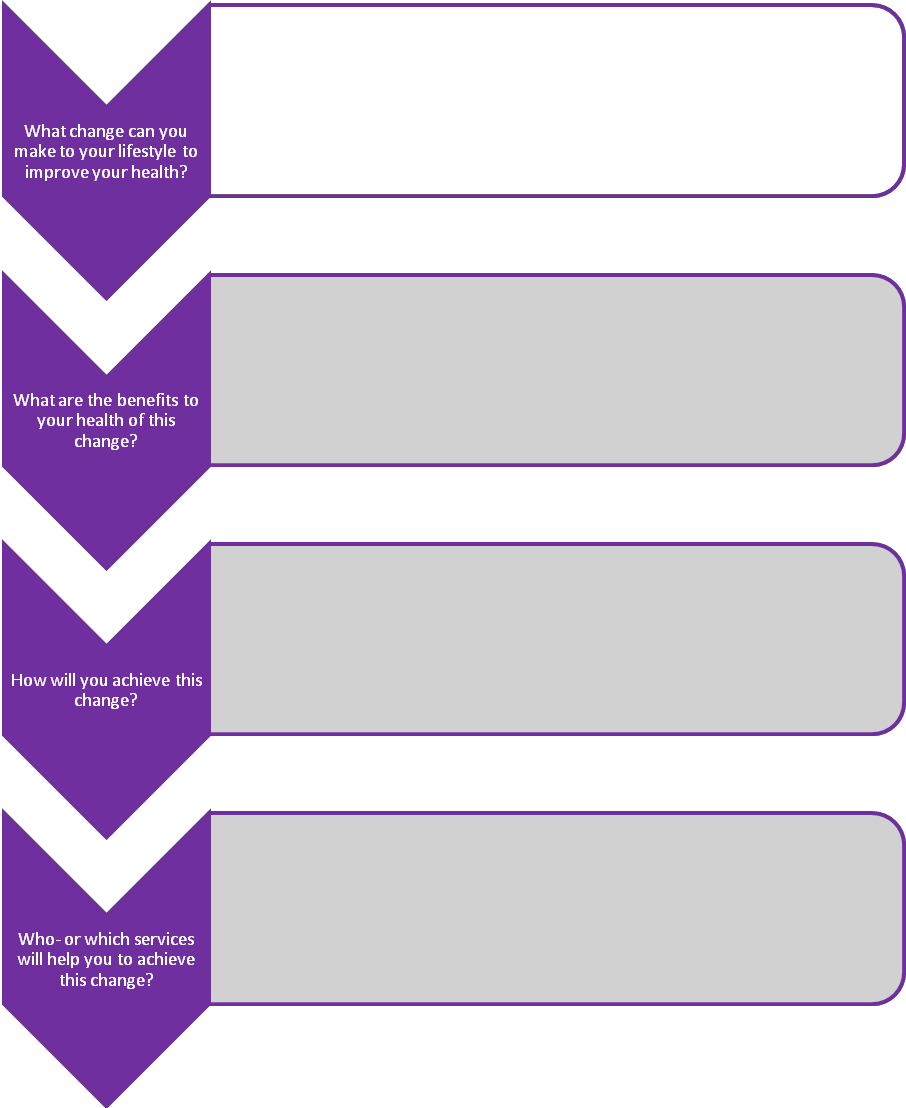 What change can you
make to your lifestyle to
improve your health?
What are the benefits to
your health of this
change?
How will you achieve this
change?
Who- or which services
will help you to achieve
this change?